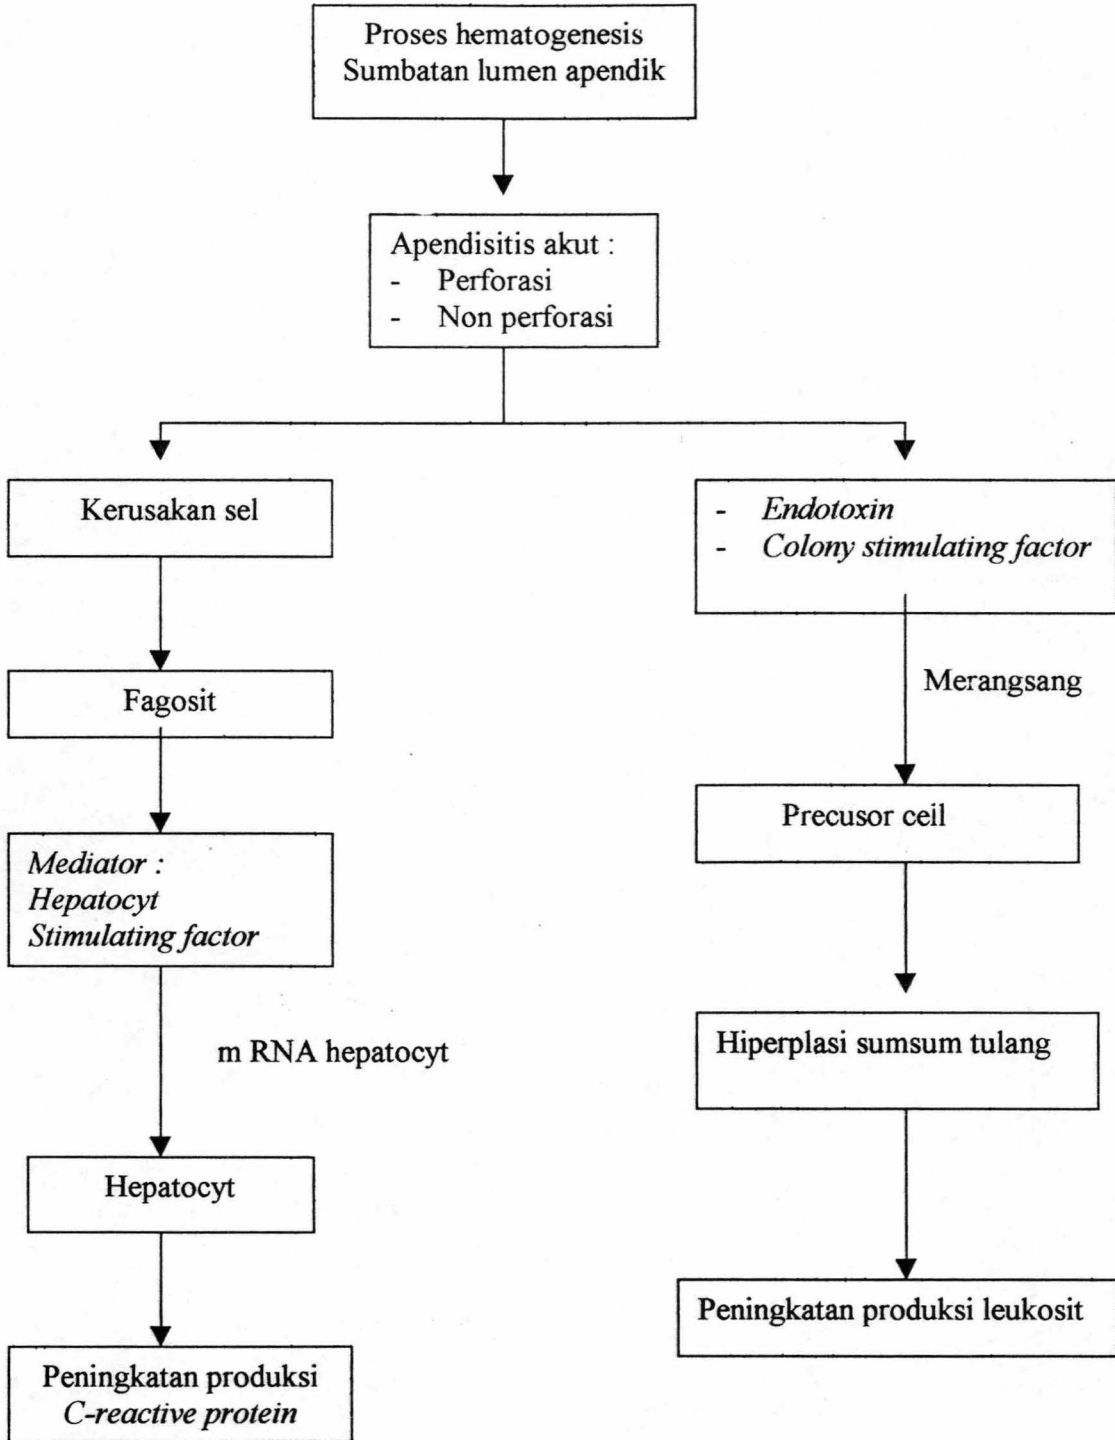 Proses hematogenesis
Sumbatan lumen apendik
Apendisitis akut :
- Perforasi
- Non perforasi
Kerusakan sel
- Endotoxin
- Colony stimulating factor
Fagosit
Merangsang
Precusor ceil
Mediator :
Hepatocyt
Stimulating factor
m RNA hepatocyt
Hiperplasi sumsum tulang
Hepatocyt
Peningkatan produksi leukosit
Peningkatan produksi
C-reactive protein